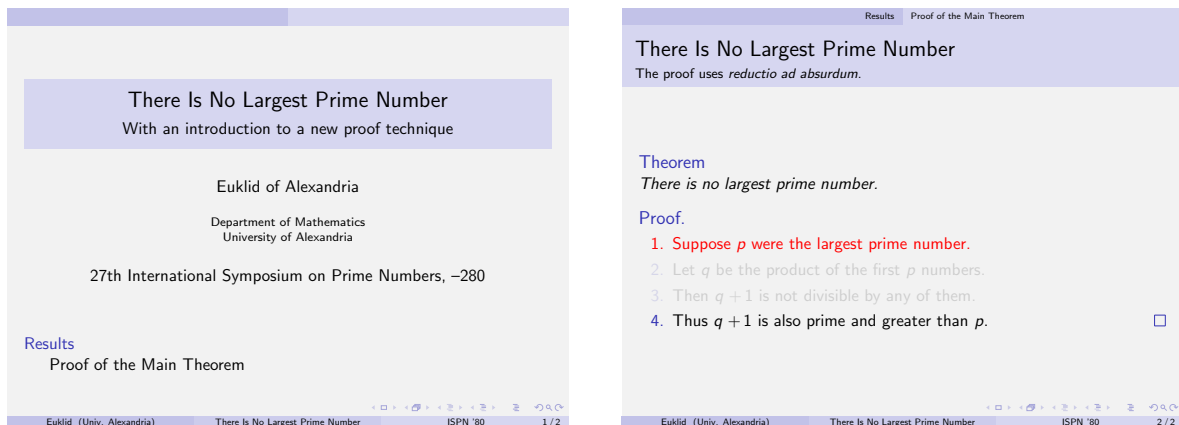 There Is No Largest Prime Number
With an introduction to a new proof technique
Euklid of Alexandria
Department of Mathematics
University of Alexandria
27th International Symposium on Prime Numbers, –280
Results
Proof of the Main Theorem
Euklid (Univ. Alexandria) There Is No Largest Prime Number ISPN '80 1 / 2
Results Proof of the Main Theorem
There Is No Largest Prime Number
The proof uses reductio ad absurdum.
Theorem
There is no largest prime number.
Proof.
1. Suppose p were the largest prime number.
2. Let q be the product of the first p numbers.
3. Then q + 1 is not divisible by any of them.
4. Thus q + 1 is also prime and greater than p.
Euklid (Univ. Alexandria) There Is No Largest Prime Number ISPN '80 2 / 2